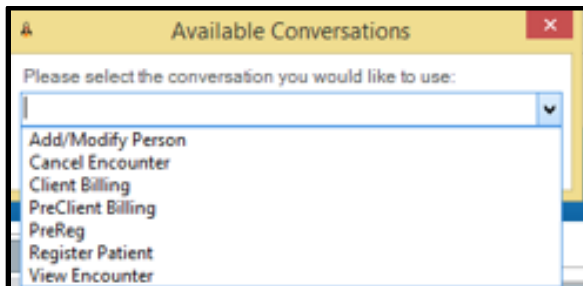 Available Conversations
Please select the conversation you would like to use:
Add/Modify Person
Cancel Encounter
Client Billing
PreClient Billing
PreReg
Register Patient
View Encounter